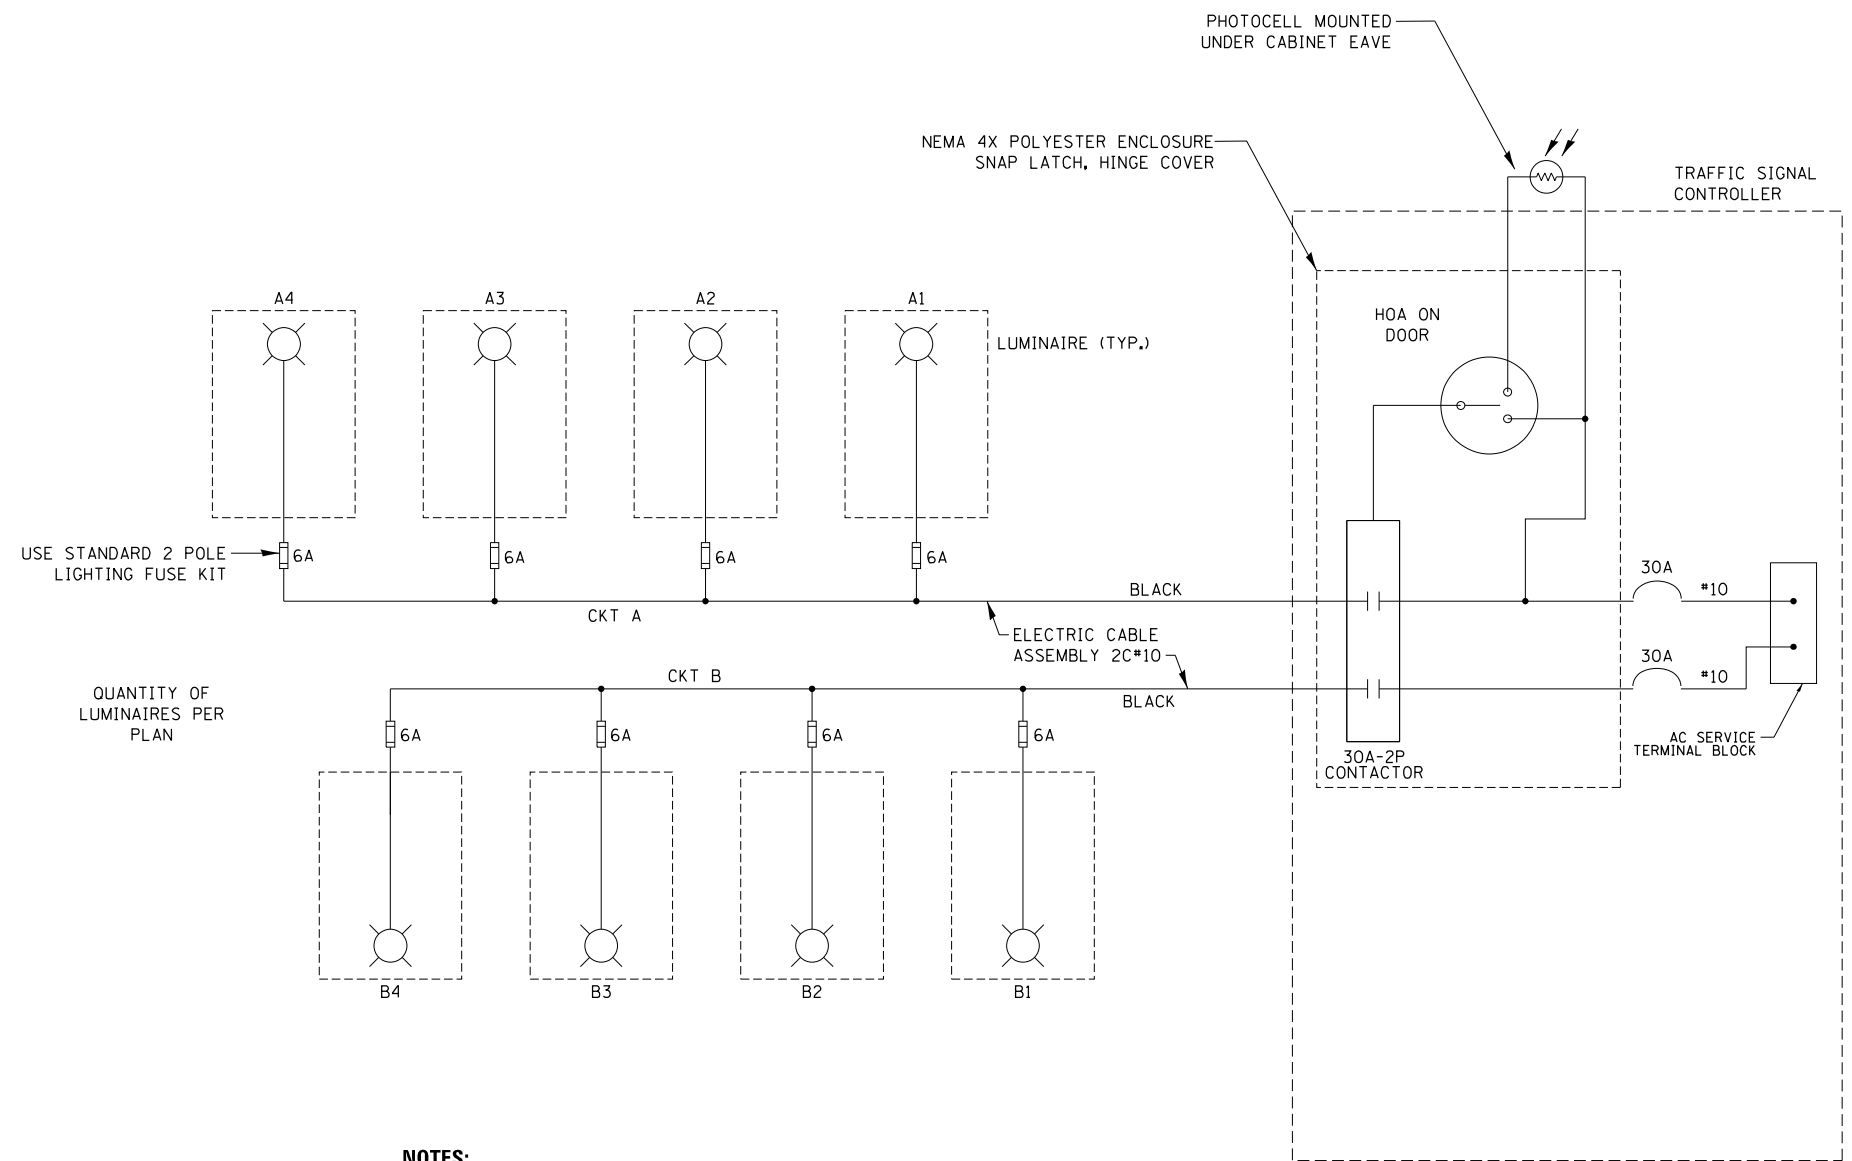 PHOTOCELL MOUNTED
UNDER CABINET EAVE
NEMA 4X POLYESTER ENCLOSURE
SNAP LATCH, HINGE COVER
TRAFFIC SIGNAL
CONTROLLER
HOA ON
DOOR
A4
A3
A2
A1
LUMINAIRE (TYP.)
USE STANDARD 2 POLE
LIGHTING FUSE KIT
6A
6A
6A
6A
30A
#10
BLACK
CKT A
ELECTRIC CABLE
ASSEMBLY 2C#10
30A
#10
CKT B
BLACK
QUANTITY OF
LUMINAIRES PER
PLAN
6A
6A
6A
6A
AC SERVICE
TERMINAL BLOCK
30A-2P
CONTACTOR
B4
B3
B2
B1
NOTES: